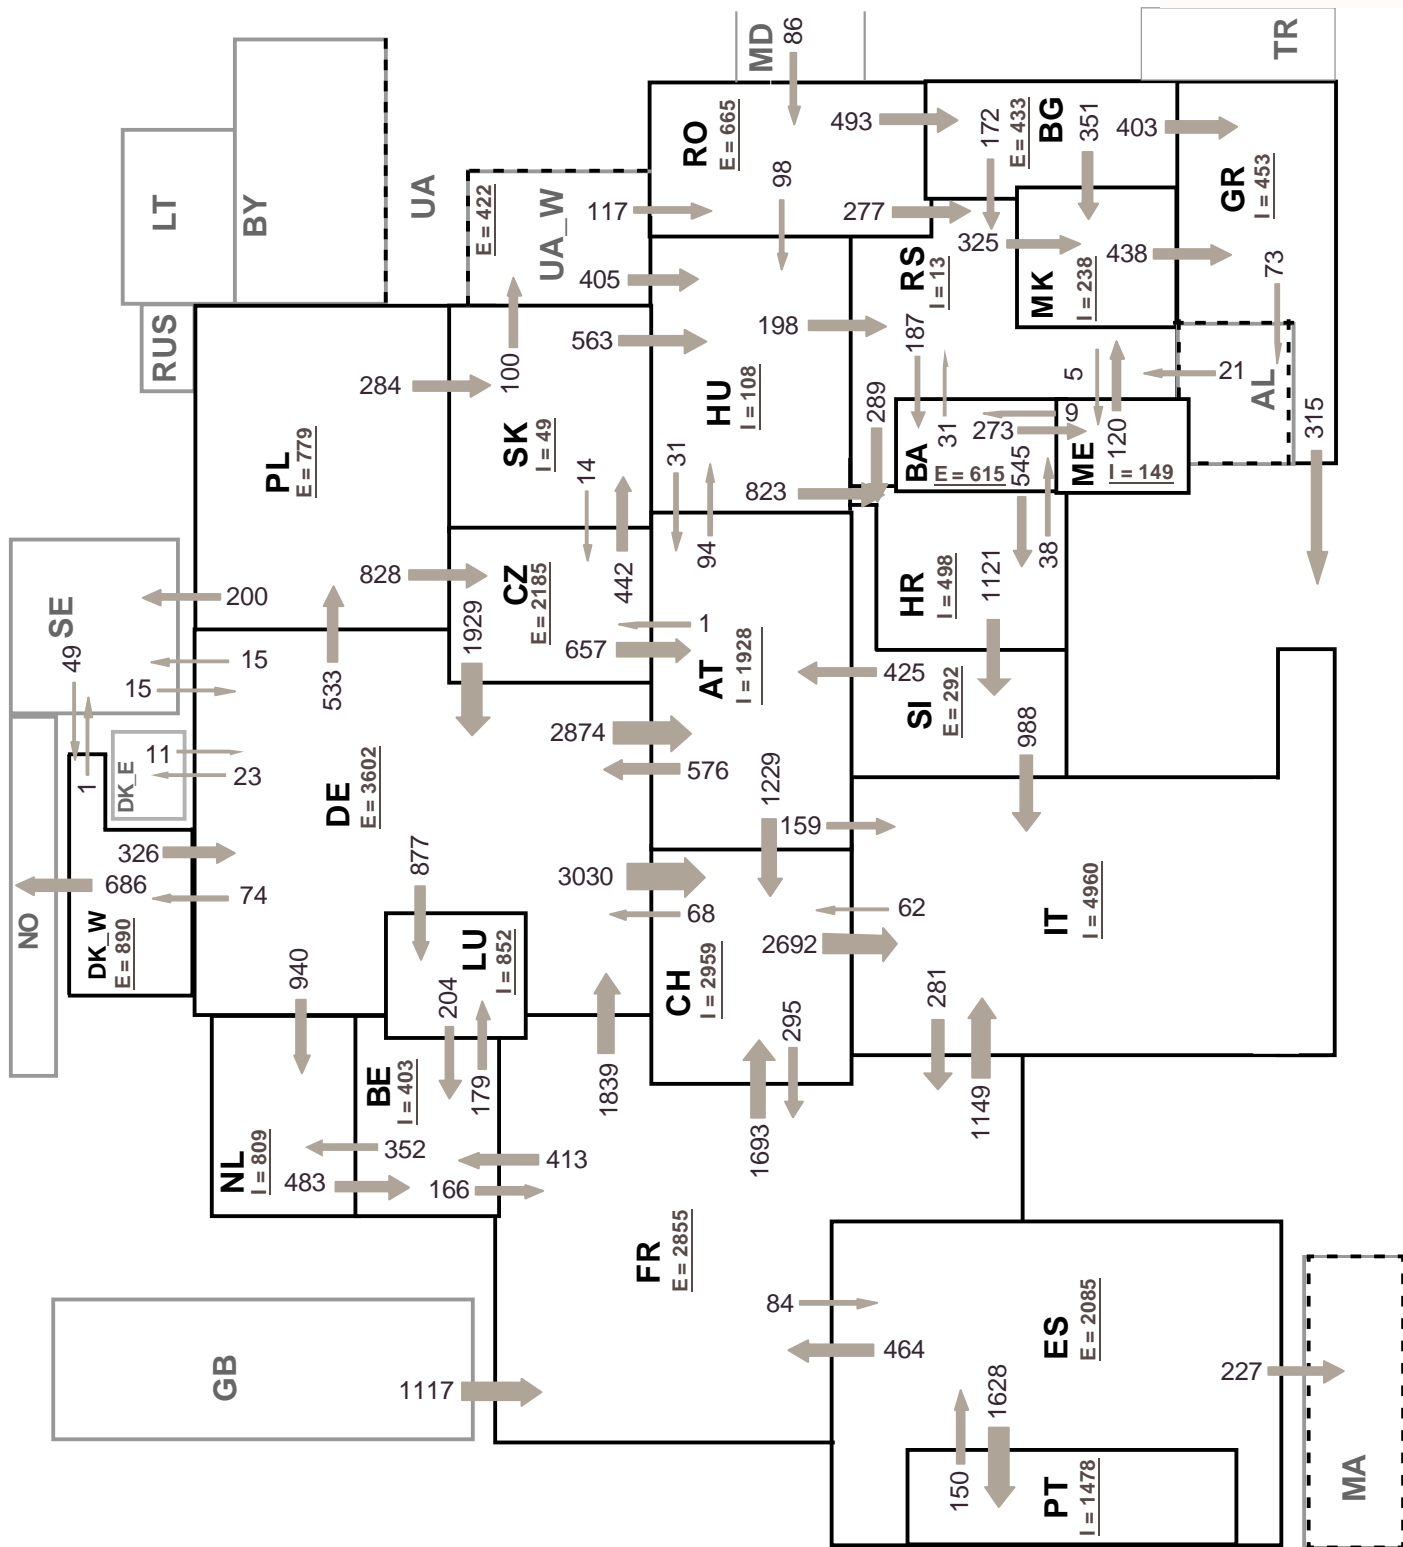 MD
86
TR
BY
LT
UA
RUS
UA_W
E = 422
RO
E = 665
493
172
BG
E = 433
351
403
GR
I = 453
98
117
277
RS
I = 13
325
438
73
405
MK
I = 238
563
198
187
5
21
AL
284
100
HU
I = 108
289
31
273
9
120
315
PL
E = 779
SK
I = 49
14
31
BA
E = 615
545
ME
I = 149
823
442
94
38
SE
200
828
CZ
E = 2185
1929
HR
I = 498
1121
49
15
15
533
657
1
AT
I = 1928
425
SI
E = 292
988
11
23
DK_E
1
DE
E = 3602
2874
576
1229
159
NO
326
686
74
877
3030
68
62
IT
I = 4960
DK_W
E = 890
940
LU
I = 852
204
CH
I = 2959
2692
295
281
179
BE
I = 403
1839
1693
1149
NL
I = 809
352
483
413
166
FR
E = 2855
84
464
ES
E = 2085
227
GB
1117
150
1628
PT
I = 1478
MA